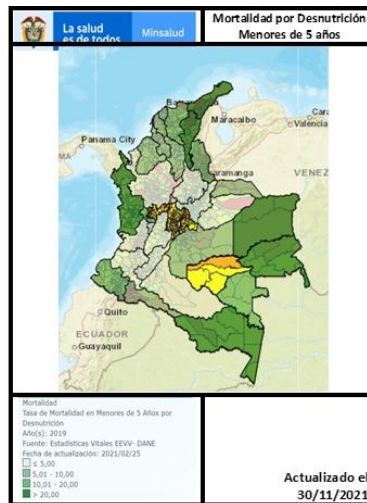 La salud
es de todos
Minsalud
Mortalidad por Desnutrición
Menores de 5 años
Maracaibo
Valencia
Panama City
MA
aramanga
VENEZ
Quito
ECUADOR
Guayaquil
Mortalidad
Tasa de Mortalidad en Menores de 5 Años por
Desnutrición
Año(s): 2019
Fuente: Estadísticas Vitales EEVV- DANE
Fecha de actualización: 2021/02/25
≤ 5,00
5,01 - 10,00
10,01 - 20,00
> 20,00
Actualizado el
30/11/2021